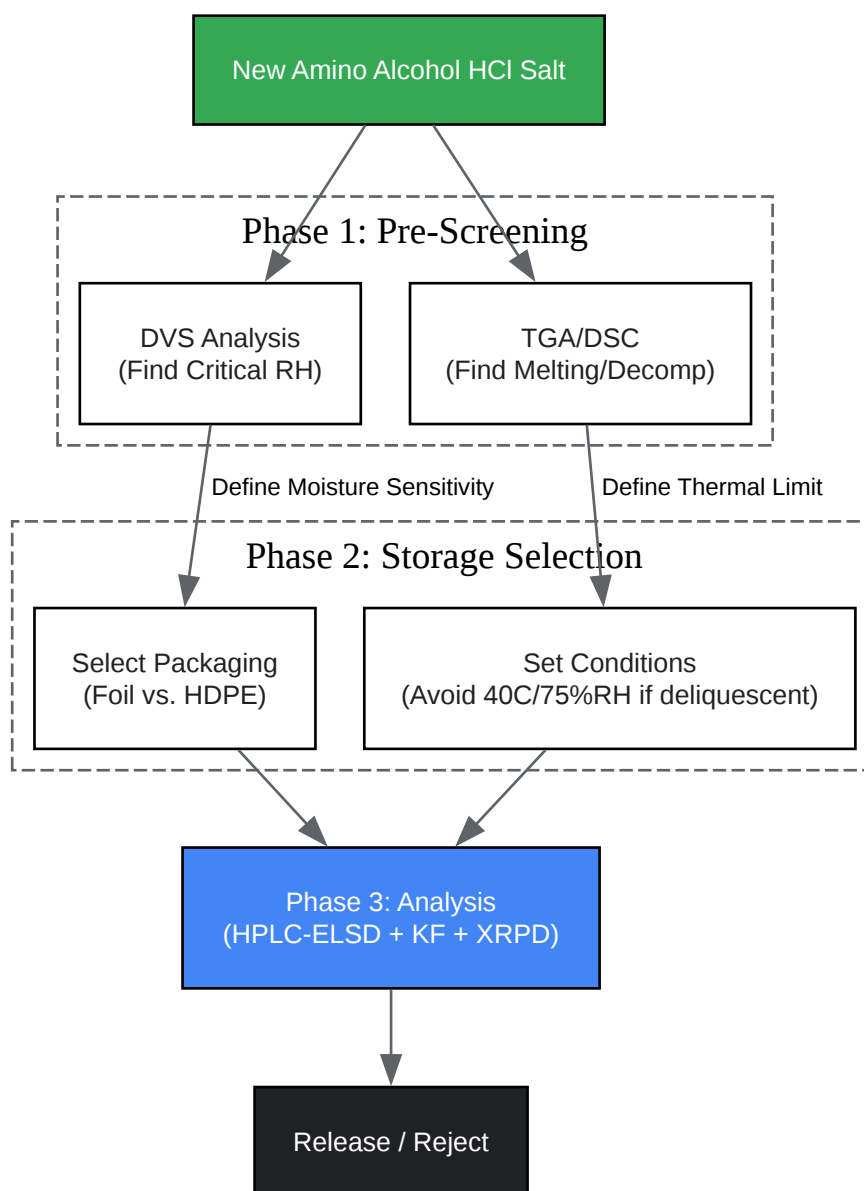 New Amino Alcohol HCl Salt
Phase 1: Pre-Screening
DVS Analysis
(Find Critical RH)
TGA/DSC
(Find Melting/Decomp)
Define Moisture Sensitivity
Define Thermal Limit
Phase 2: Storage Selection
Select Packaging
(Foil vs. HDPE)
Set Conditions
(Avoid 40C/75%RH if deliquescent)
Phase 3: Analysis
(HPLC-ELSD + KF + XRPD)
Release / Reject